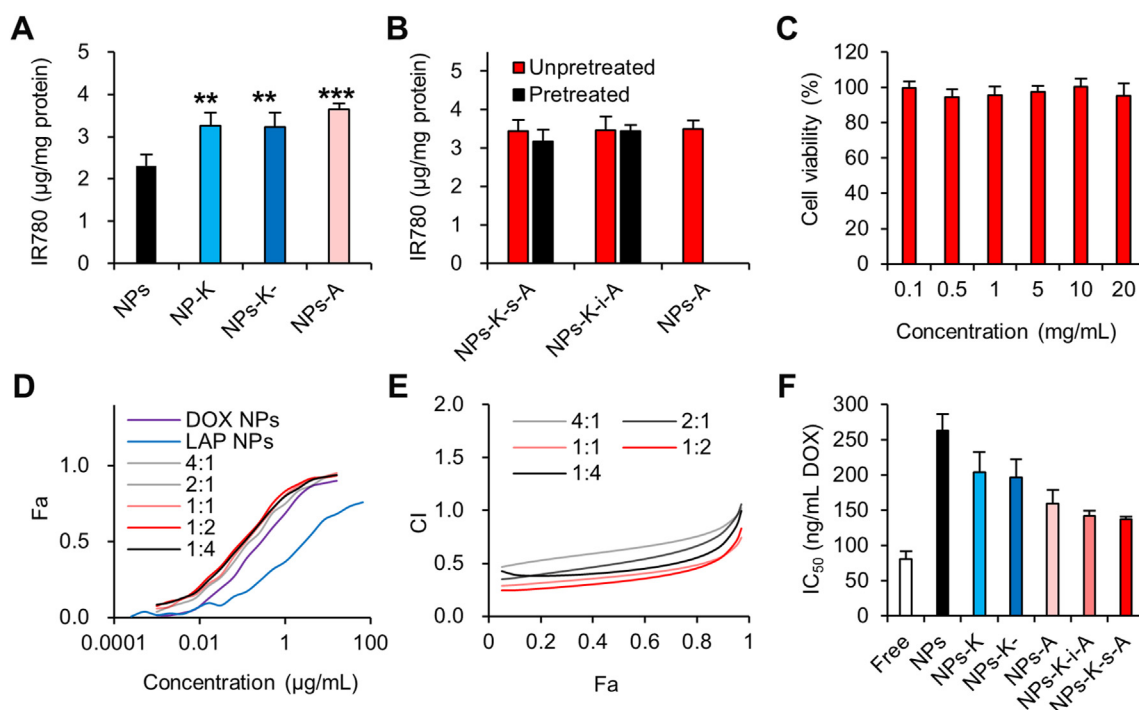 A
IR780 (µg/mg protein)
5
4
3
2
1
0
**
**
***
NPs
NP-K
NPs-K-
NPs-A
B
IR780 (µg/mg protein)
5
4
3
2
1
0
Unpretreated
Pretreated
NPs-K-s-A
NPs-K-i-A
NPs-A
C
Cell viability (%)
120
100
80
60
40
20
0
0.1 0.5 1 5 10 20
Concentration (mg/mL)
D
Fa
1.0
0.5
0.0
DOX NPs
LAP NPs
4:1
2:1
1:1
1:2
1:4
0.0001 0.01 1 100
Concentration (µg/mL)
E
CI
2.0
1.5
1.0
0.5
0.0
4:1 2:1
1:1 1:2
1:4
0 0.2 0.4 0.6 0.8 1
Fa
F
IC50 (ng/mL DOX)
300
250
200
150
100
50
0
Free
NPs
NPs-K
NPs-K-
NPs-A
NPs-K-i-A
NPs-K-s-A